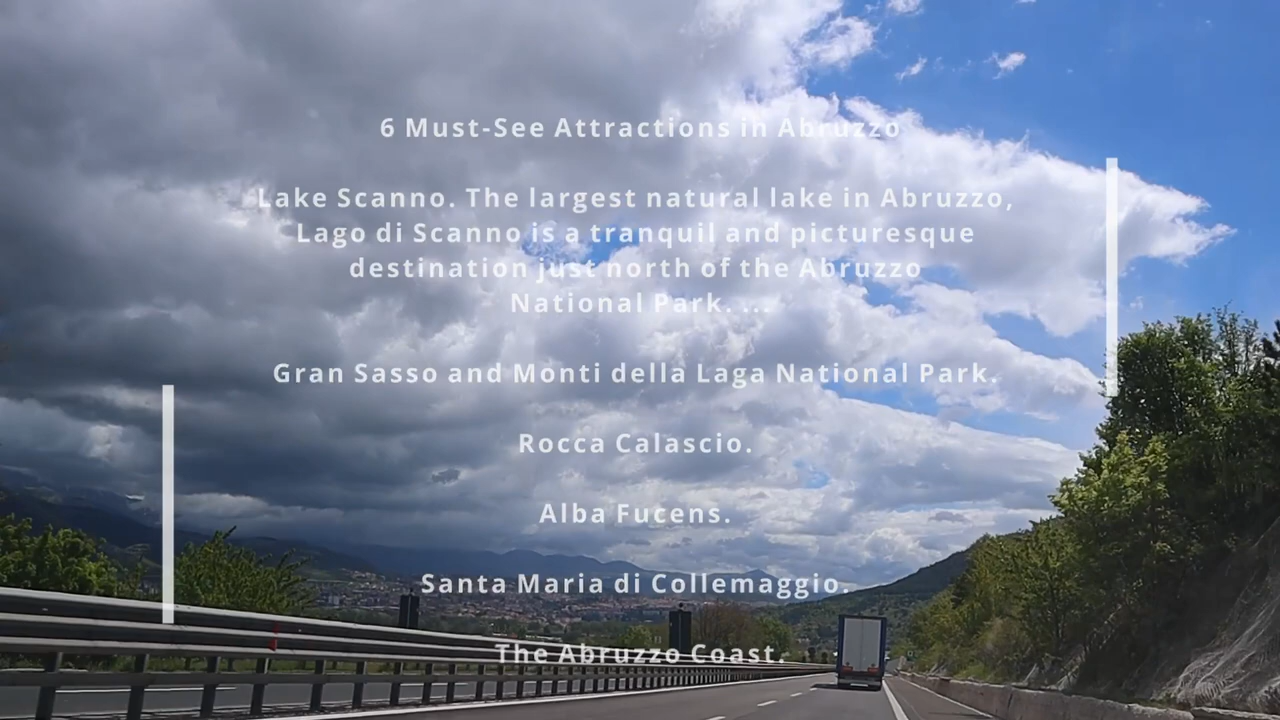 6 Must-See Attractions in Abruzzo
Lake Scanno. The largest natural lake in Abruzzo,
Lago di Scanno is a tranquil and picturesque
destination just north of the Abruzzo
National Park. ...
Gran Sasso and Monti della Laga National Park.
Rocca Calascio.
Alba Fucens.
Santa Maria di Collemaggio.
The Abruzzo Coast.